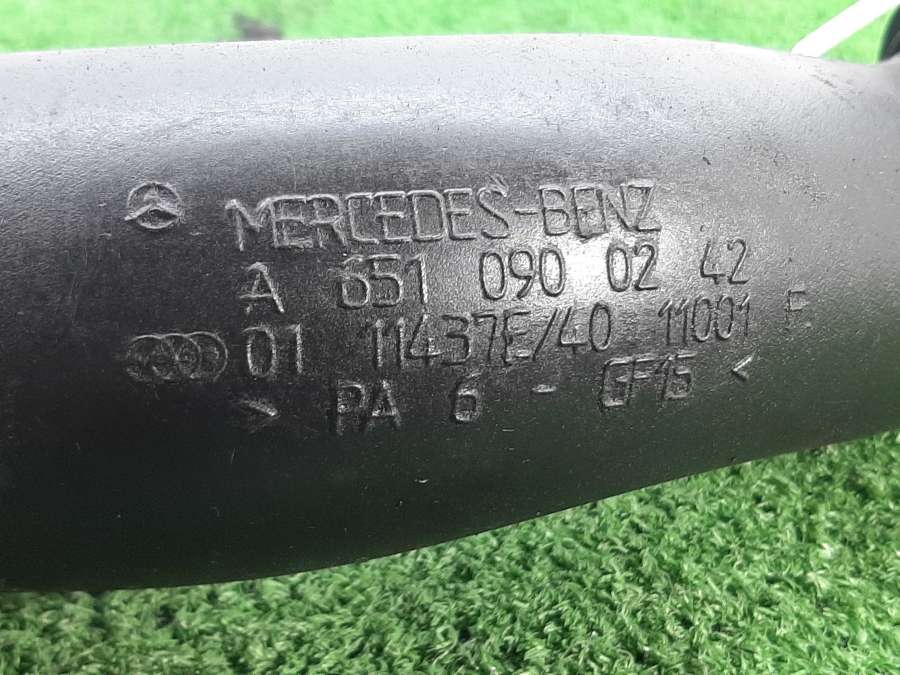 MERCEDES-BENZ
A 651 090 02 42
01 11437E/40 11001 F
> PA 6 - GF15 <